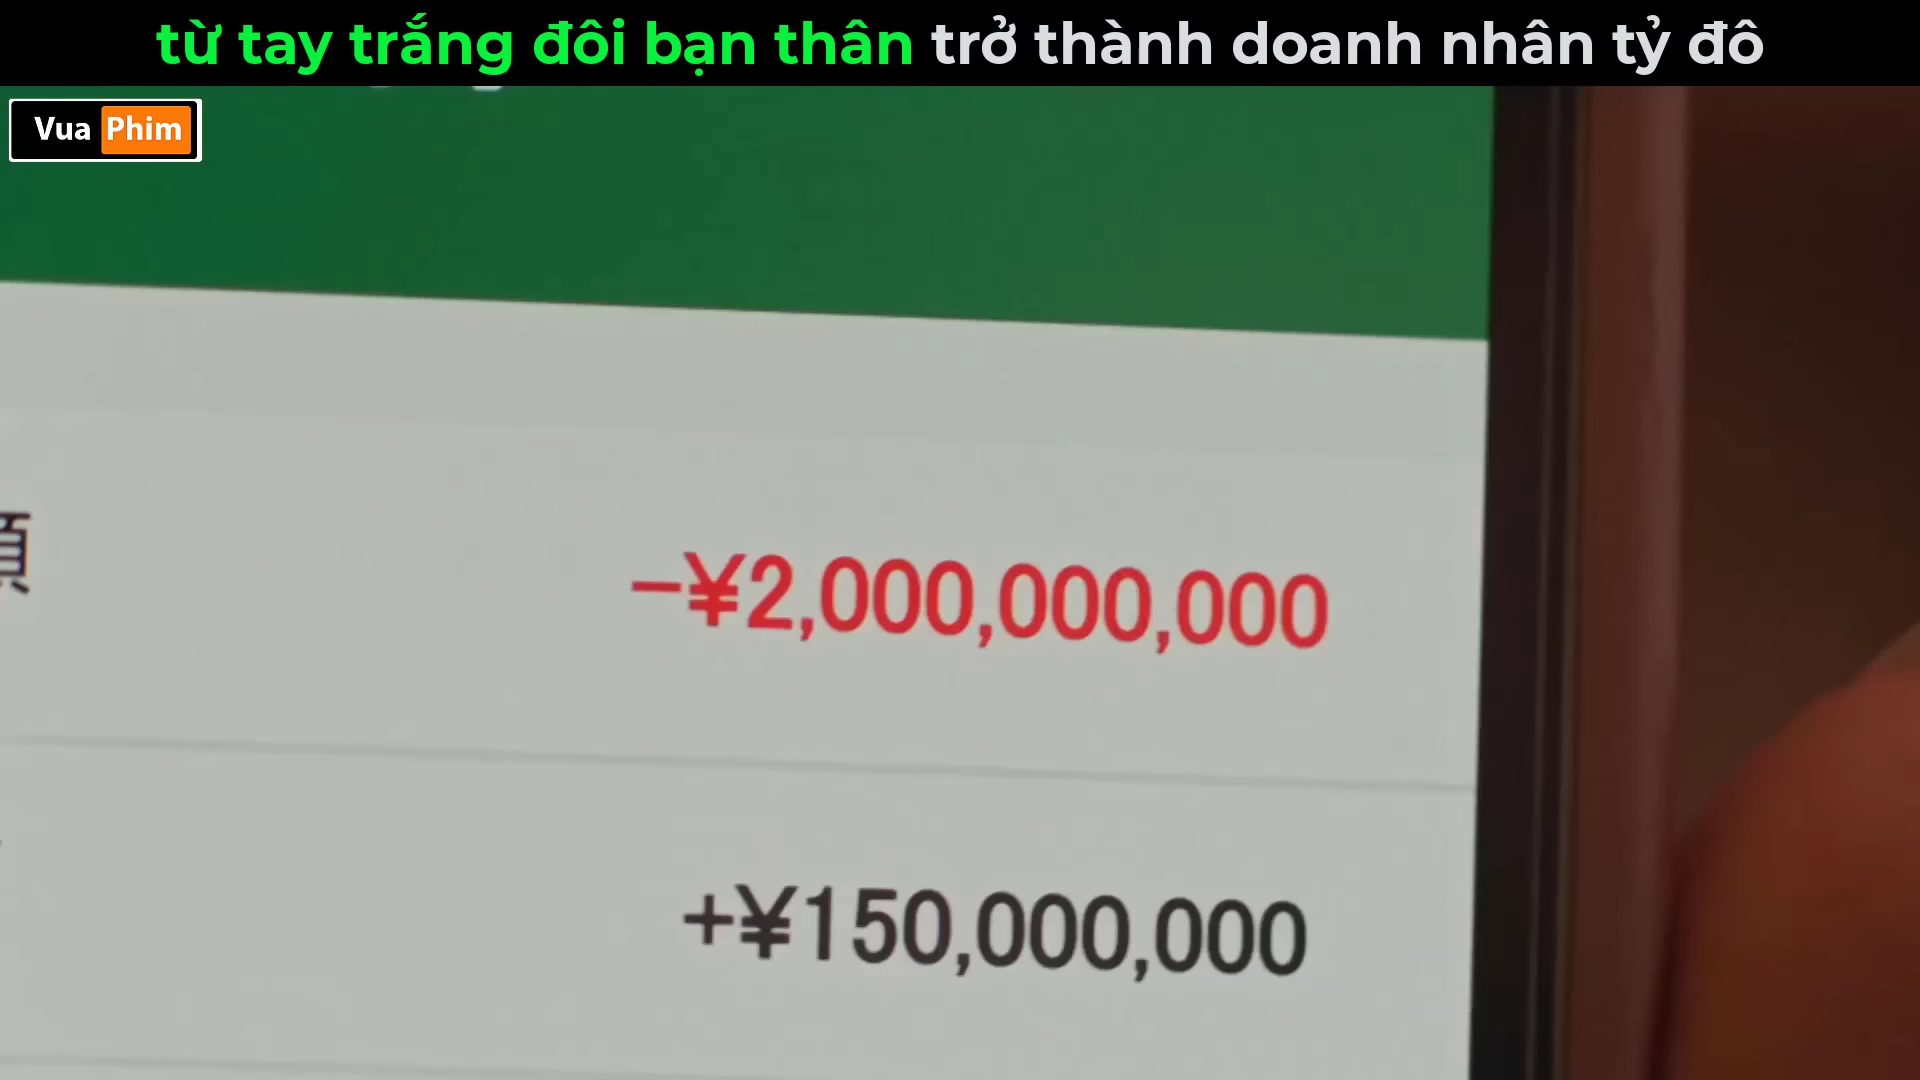 từ tay trắng đôi bạn thân trở thành doanh nhân tỷ đô
Vua Phim
額 -¥2,000,000,000
+¥150,000,000